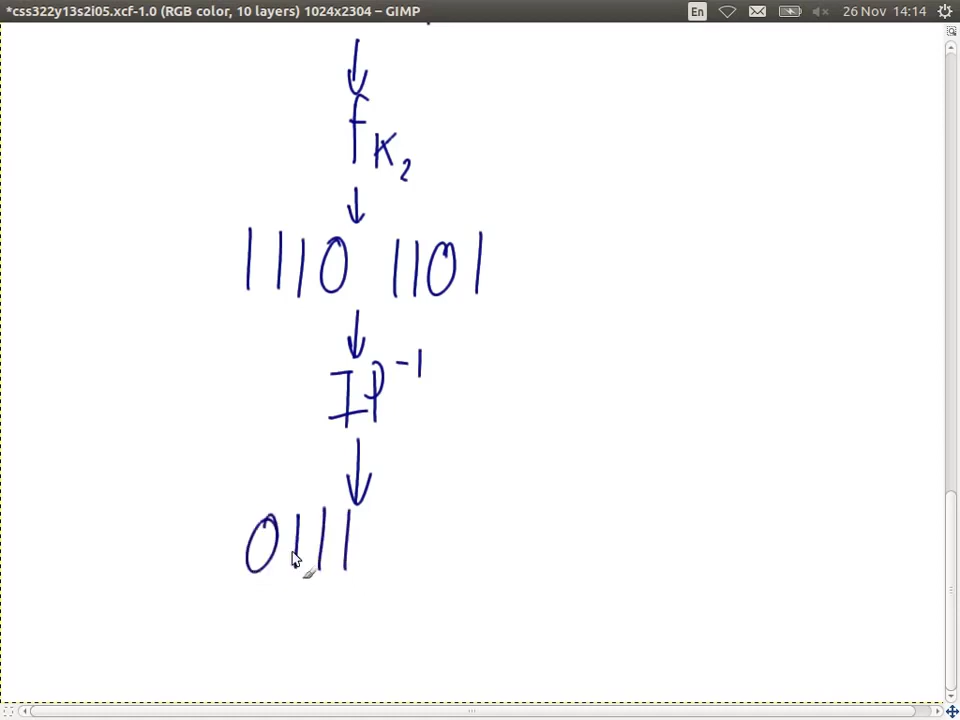 *css322y13s2i05.xcf-1.0 (RGB color, 10 layers) 1024x2304 – GIMP
En
26 Nov 14:14
f K2
1110 1101
IP-1
0111